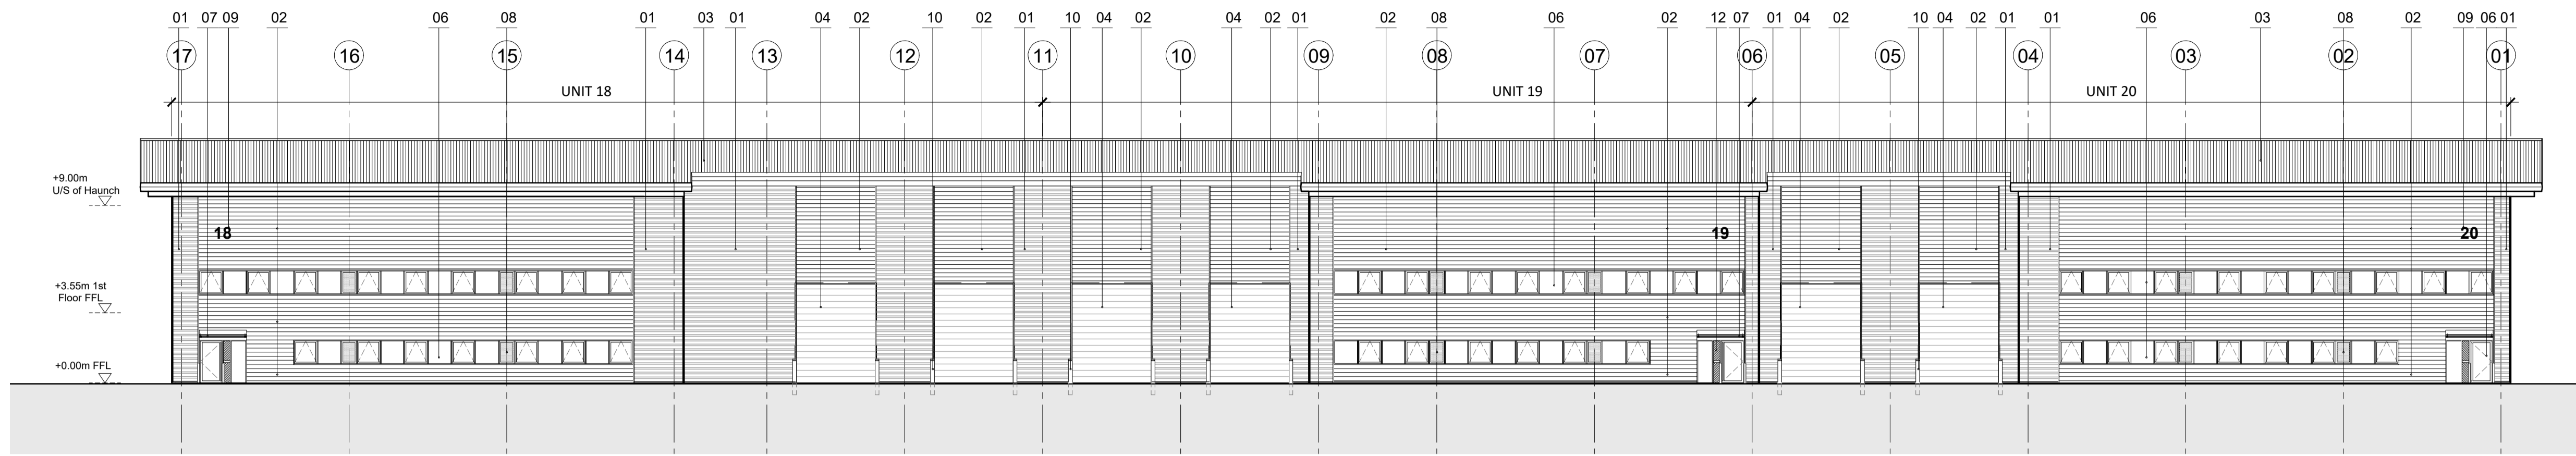 01 07 09 02 06 08 01 03 01 04 02 10 02 01 10 04 02 04 02 01 02 08 06 02 12 07 01 04 02 10 04 02 01 01 06 03 08 02 09 06 01
17 16 15 14 13 12 11 10 09 08 07 06 05 04 03 02 01
UNIT 18 UNIT 19 UNIT 20
+9.00m
U/S of Haunch
18 19 20
+3.55m 1st
Floor FFL
+0.00m FFL